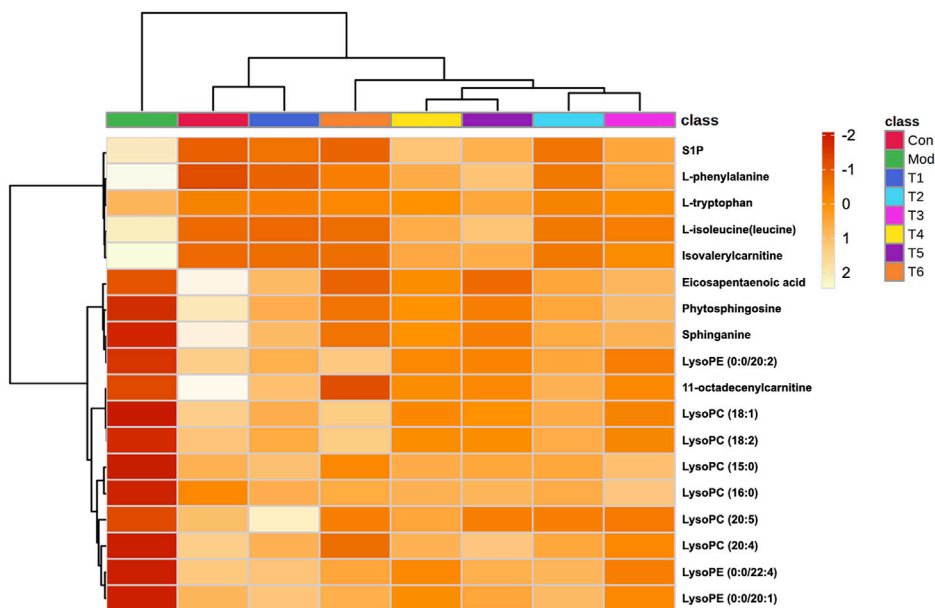 class
S1P
L-phenylalanine
L-tryptophan
L-isoleucine(leucine)
Isovalerylcarnitine
Eicosapentaenoic acid
Phytosphingosine
Sphinganine
LysoPE (0:0/20:2)
11-octadecenylcarnitine
LysoPC (18:1)
LysoPC (18:2)
LysoPC (15:0)
LysoPC (16:0)
LysoPC (20:5)
LysoPC (20:4)
LysoPE (0:0/22:4)
LysoPE (0:0/20:1)
-2
-1
0
1
2
class
Con
Mod
T1
T2
T3
T4
T5
T6